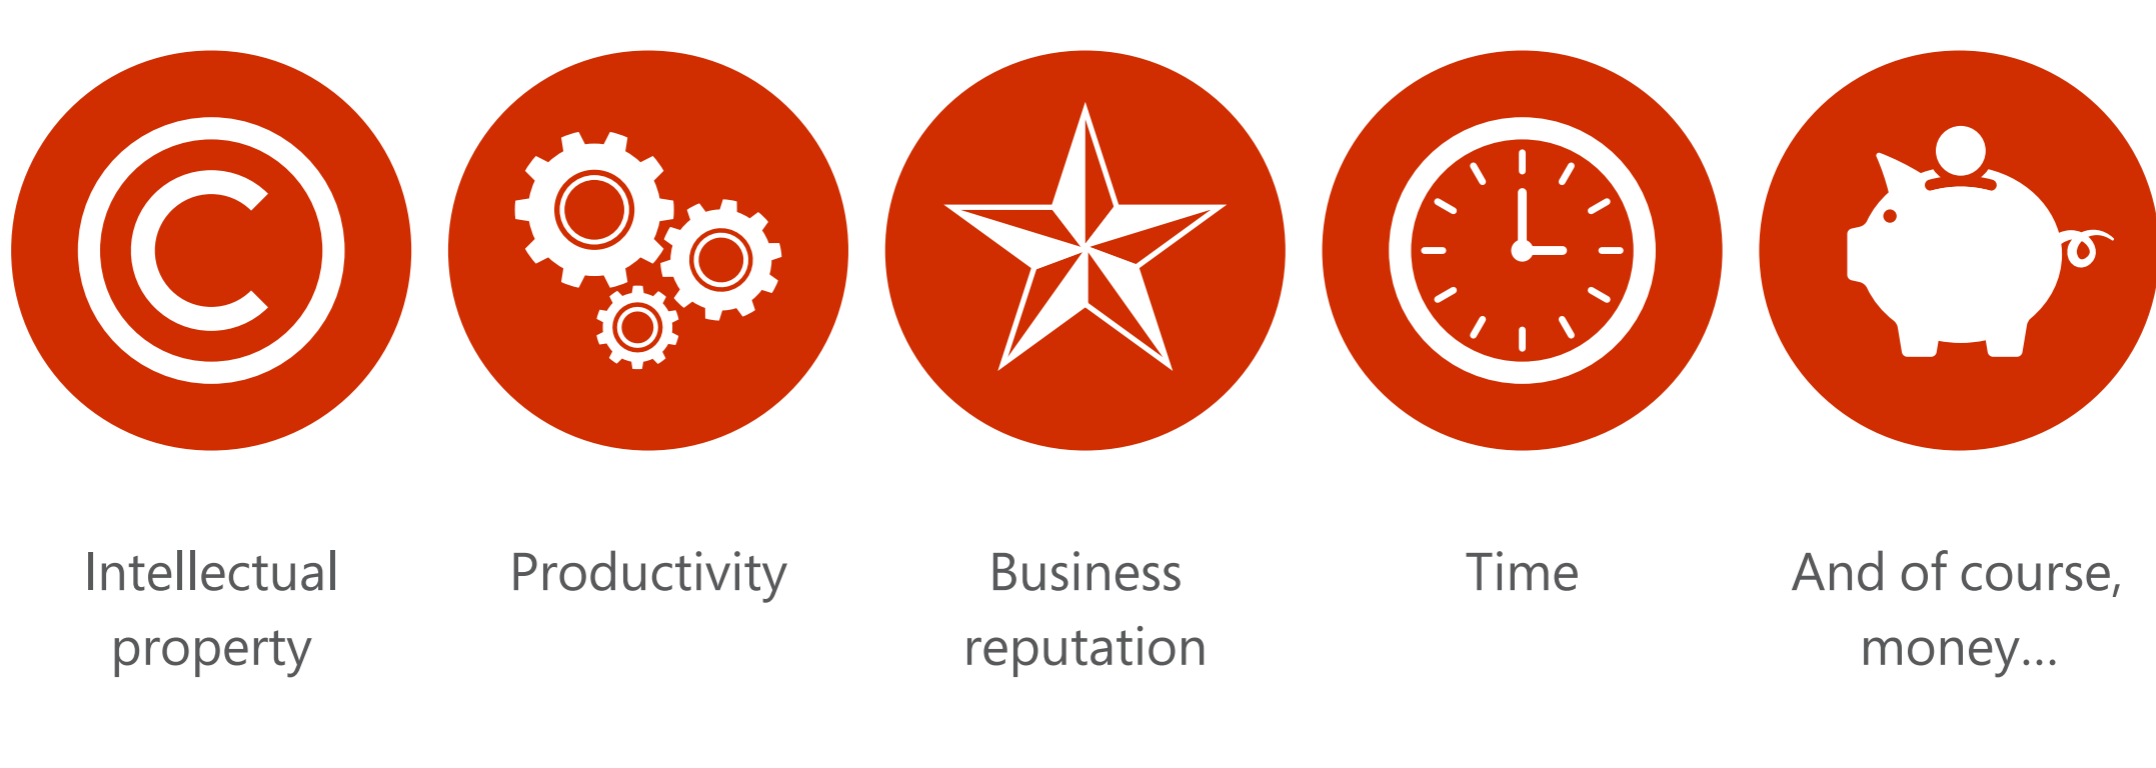 Intellectual
property
Productivity
Business
reputation
Time
And of course,
money...